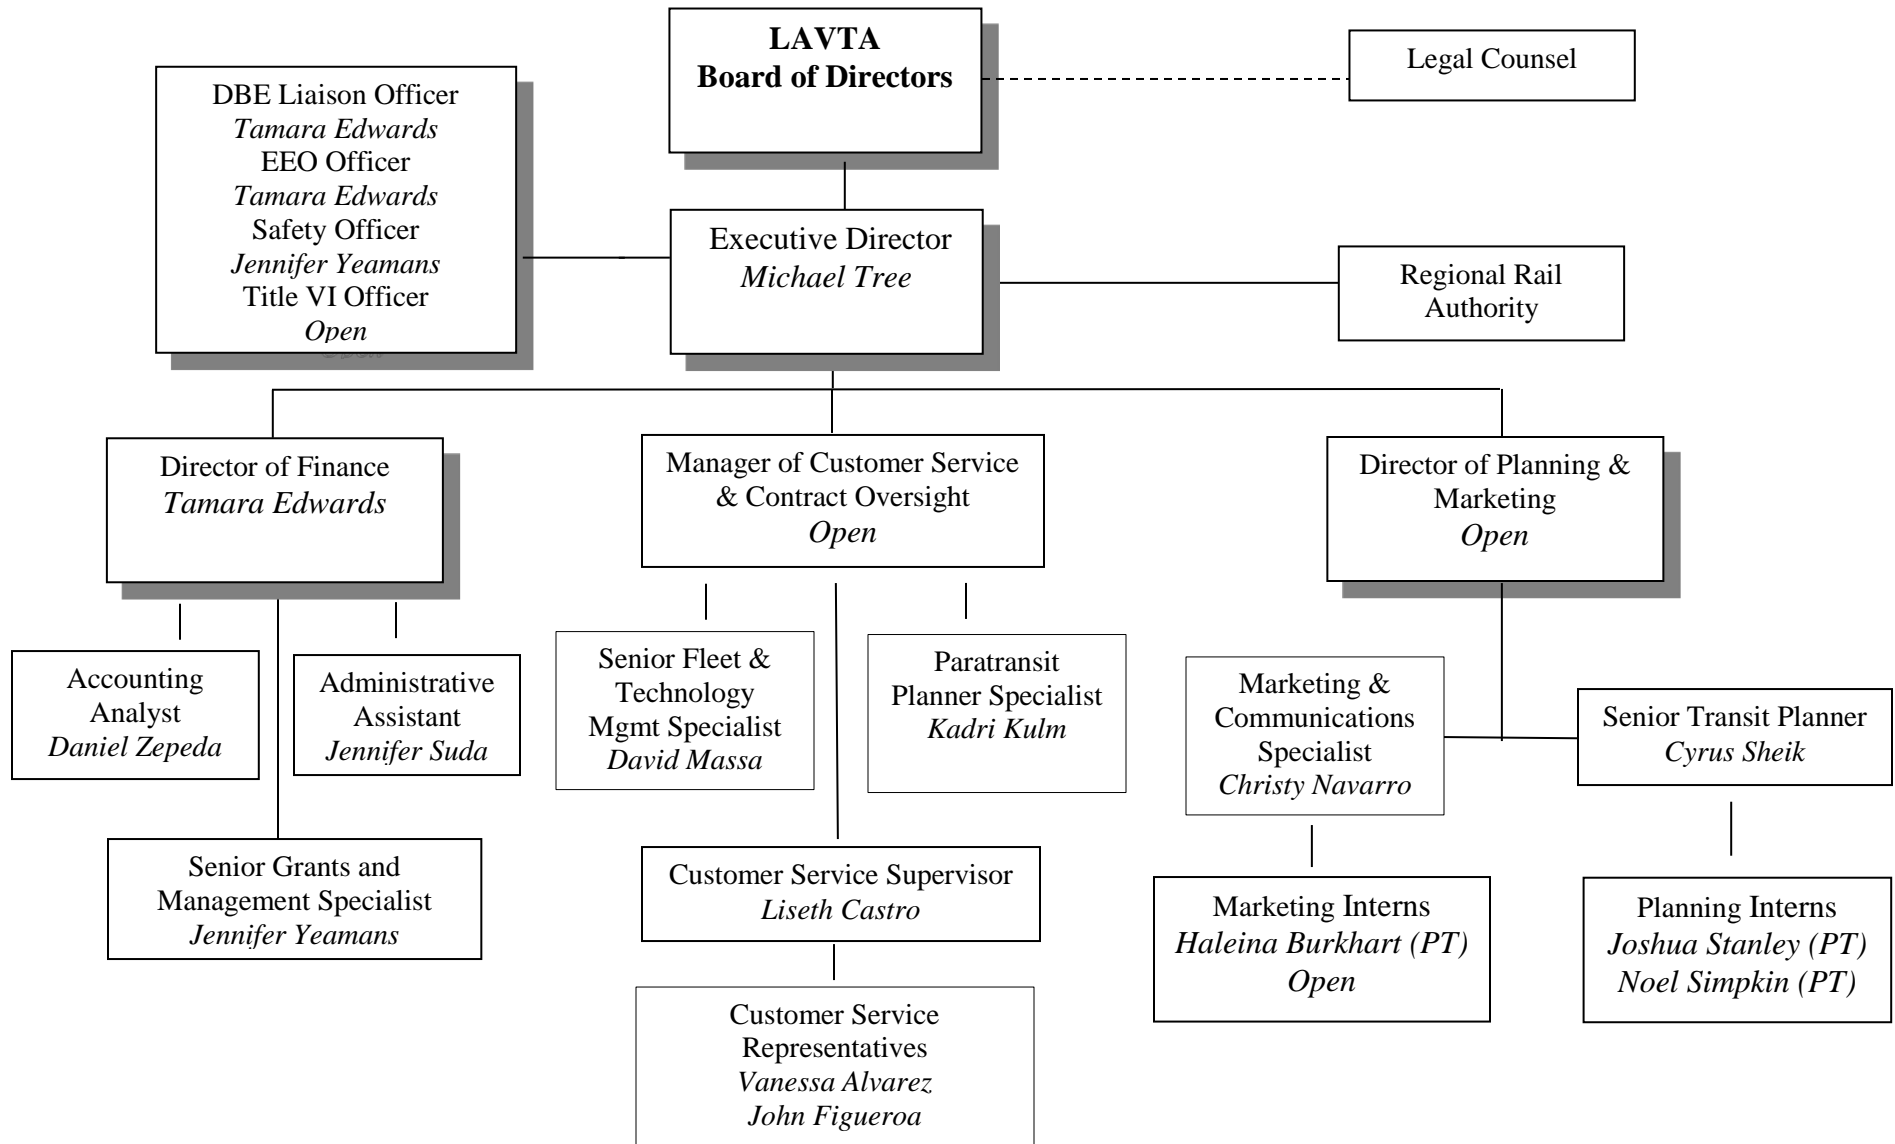 LAVTA
Board of Directors
Legal Counsel
DBE Liaison Officer
Tamara Edwards
EEO Officer
Tamara Edwards
Safety Officer
Jennifer Yeamans
Title VI Officer
Open
Executive Director
Michael Tree
Regional Rail
Authority
Director of Finance
Tamara Edwards
Manager of Customer Service
& Contract Oversight
Open
Director of Planning &
Marketing
Open
Accounting
Analyst
Daniel Zepeda
Administrative
Assistant
Jennifer Suda
Senior Fleet &
Technology
Mgmt Specialist
David Massa
Paratransit
Planner Specialist
Kadri Kulm
Marketing &
Communications
Specialist
Christy Navarro
Senior Transit Planner
Cyrus Sheik
Senior Grants and
Management Specialist
Jennifer Yeamans
Customer Service Supervisor
Liseth Castro
Marketing Interns
Haleina Burkhart (PT)
Open
Planning Interns
Joshua Stanley (PT)
Noel Simpkin (PT)
Customer Service
Representatives
Vanessa Alvarez
John Figueroa